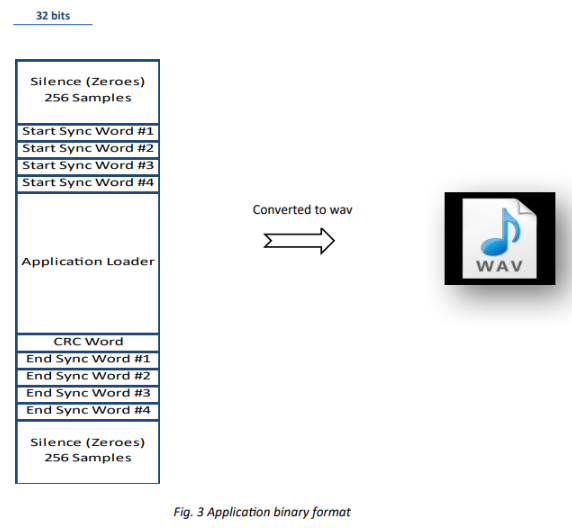 32 bits
Silence (Zeroes)
256 Samples
Start Sync Word #1
Start Sync Word #2
Start Sync Word #3
Start Sync Word #4
Application Loader
CRC Word
End Sync Word #1
End Sync Word #2
End Sync Word #3
End Sync Word #4
Silence (Zeroes)
256 Samples
Converted to wav
WAV
Fig. 3 Application binary format